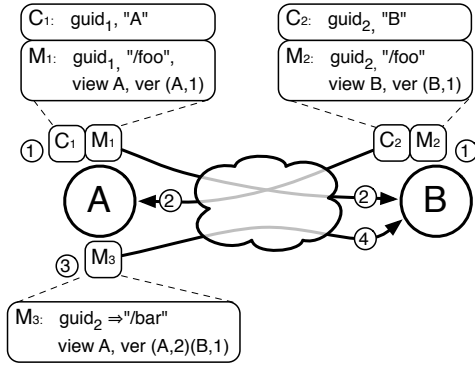 C1: guid1, "A"
M1: guid1, "/foo",
view A, ver (A,1)
C2: guid2, "B"
M2: guid2, "/foo"
view B, ver (B,1)
1 C1 M1
C2 M2 1
A 2 2 B
3 M3 4
M3: guid2 ⇒"/bar"
view A, ver (A,2)(B,1)